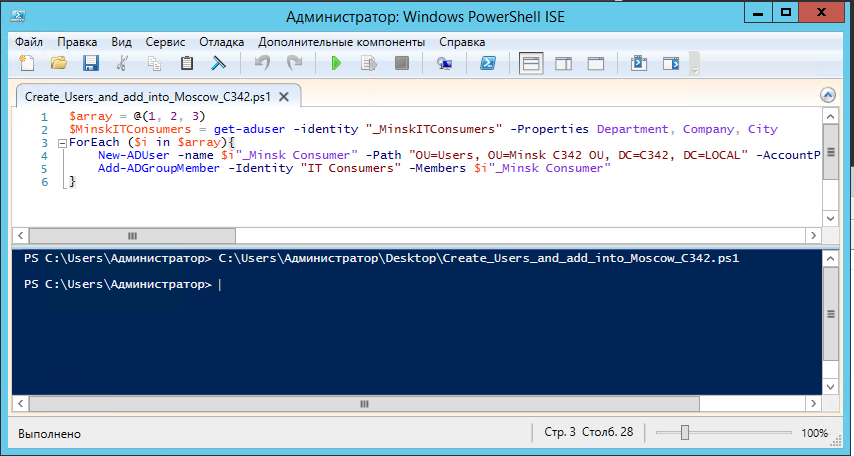 Администратор: Windows PowerShell ISE
Файл Правка Вид Сервис Отладка Дополнительные компоненты Справка
Create_Users_and_add_into_Moscow_C342.ps1
1 $array = @(1, 2, 3)
2 $MinskITConsumers = get-aduser -identity "_MinskITConsumers" -Properties Department, Company, City
3 ForEach ($i in $array){
4 New-ADUser -name $i"_Minsk Consumer" -Path "OU=Users, OU=Minsk C342 OU, DC=C342, DC=LOCAL" -AccountP
5 Add-ADGroupMember -Identity "IT Consumers" -Members $i"_Minsk Consumer"
6 }
PS C:\Users\Администратор> C:\Users\Администратор\Desktop\Create_Users_and_add_into_Moscow_C342.ps1
PS C:\Users\Администратор>
Выполнено Стр. 3 Столб. 28 100%